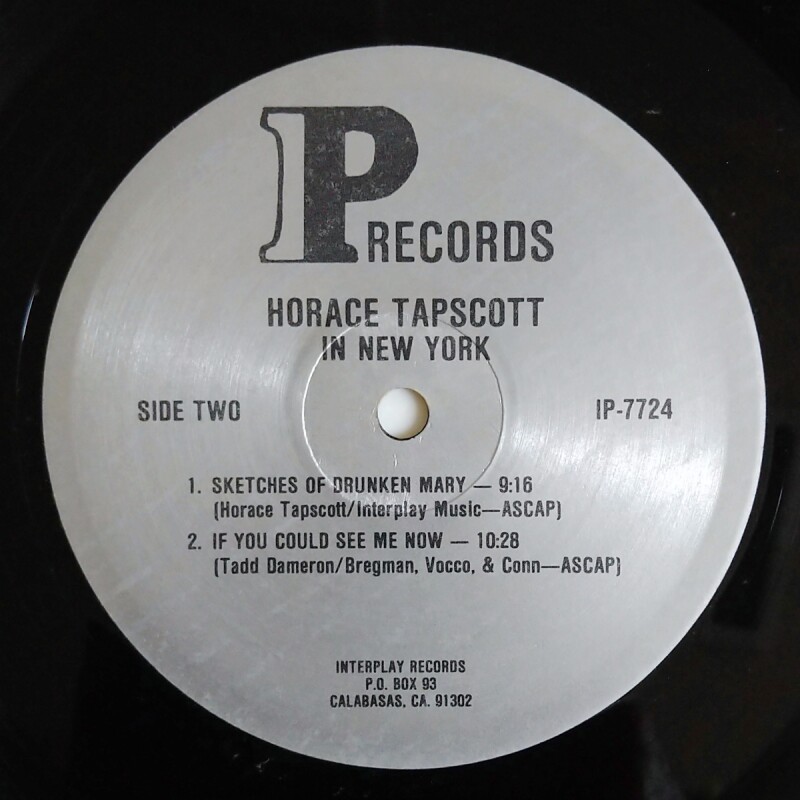 IP RECORDS
HORACE TAPSCOTT
IN NEW YORK
SIDE TWO
IP-7724
1. SKETCHES OF DRUNKEN MARY — 9:16
(Horace Tapscott/Interplay Music—ASCAP)
2. IF YOU COULD SEE ME NOW — 10:28
(Tadd Dameron/Bregman, Vocco, & Conn—ASCAP)
INTERPLAY RECORDS
P.O. BOX 93
CALABASAS, CA. 91302